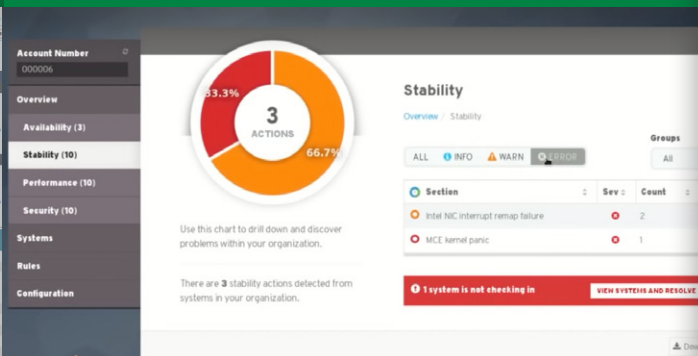 Account Number
000006
Overview
Availability (3)
Stability (10)
Performance (10)
Security (10)
Systems
Rules
Configuration
33.3%
3
ACTIONS
66.7%
Use this chart to drill down and discover
problems within your organization.
There are 3 stability actions detected from
systems in your organization.
Stability
Overview / Stability
Groups
ALL INFO WARN ERROR All
Section Sev Count
Intel NIC interrupt remap failure 2
MCE kernel panic 1
1 system is not checking in VIEW SYSTEMS AND RESOLVE